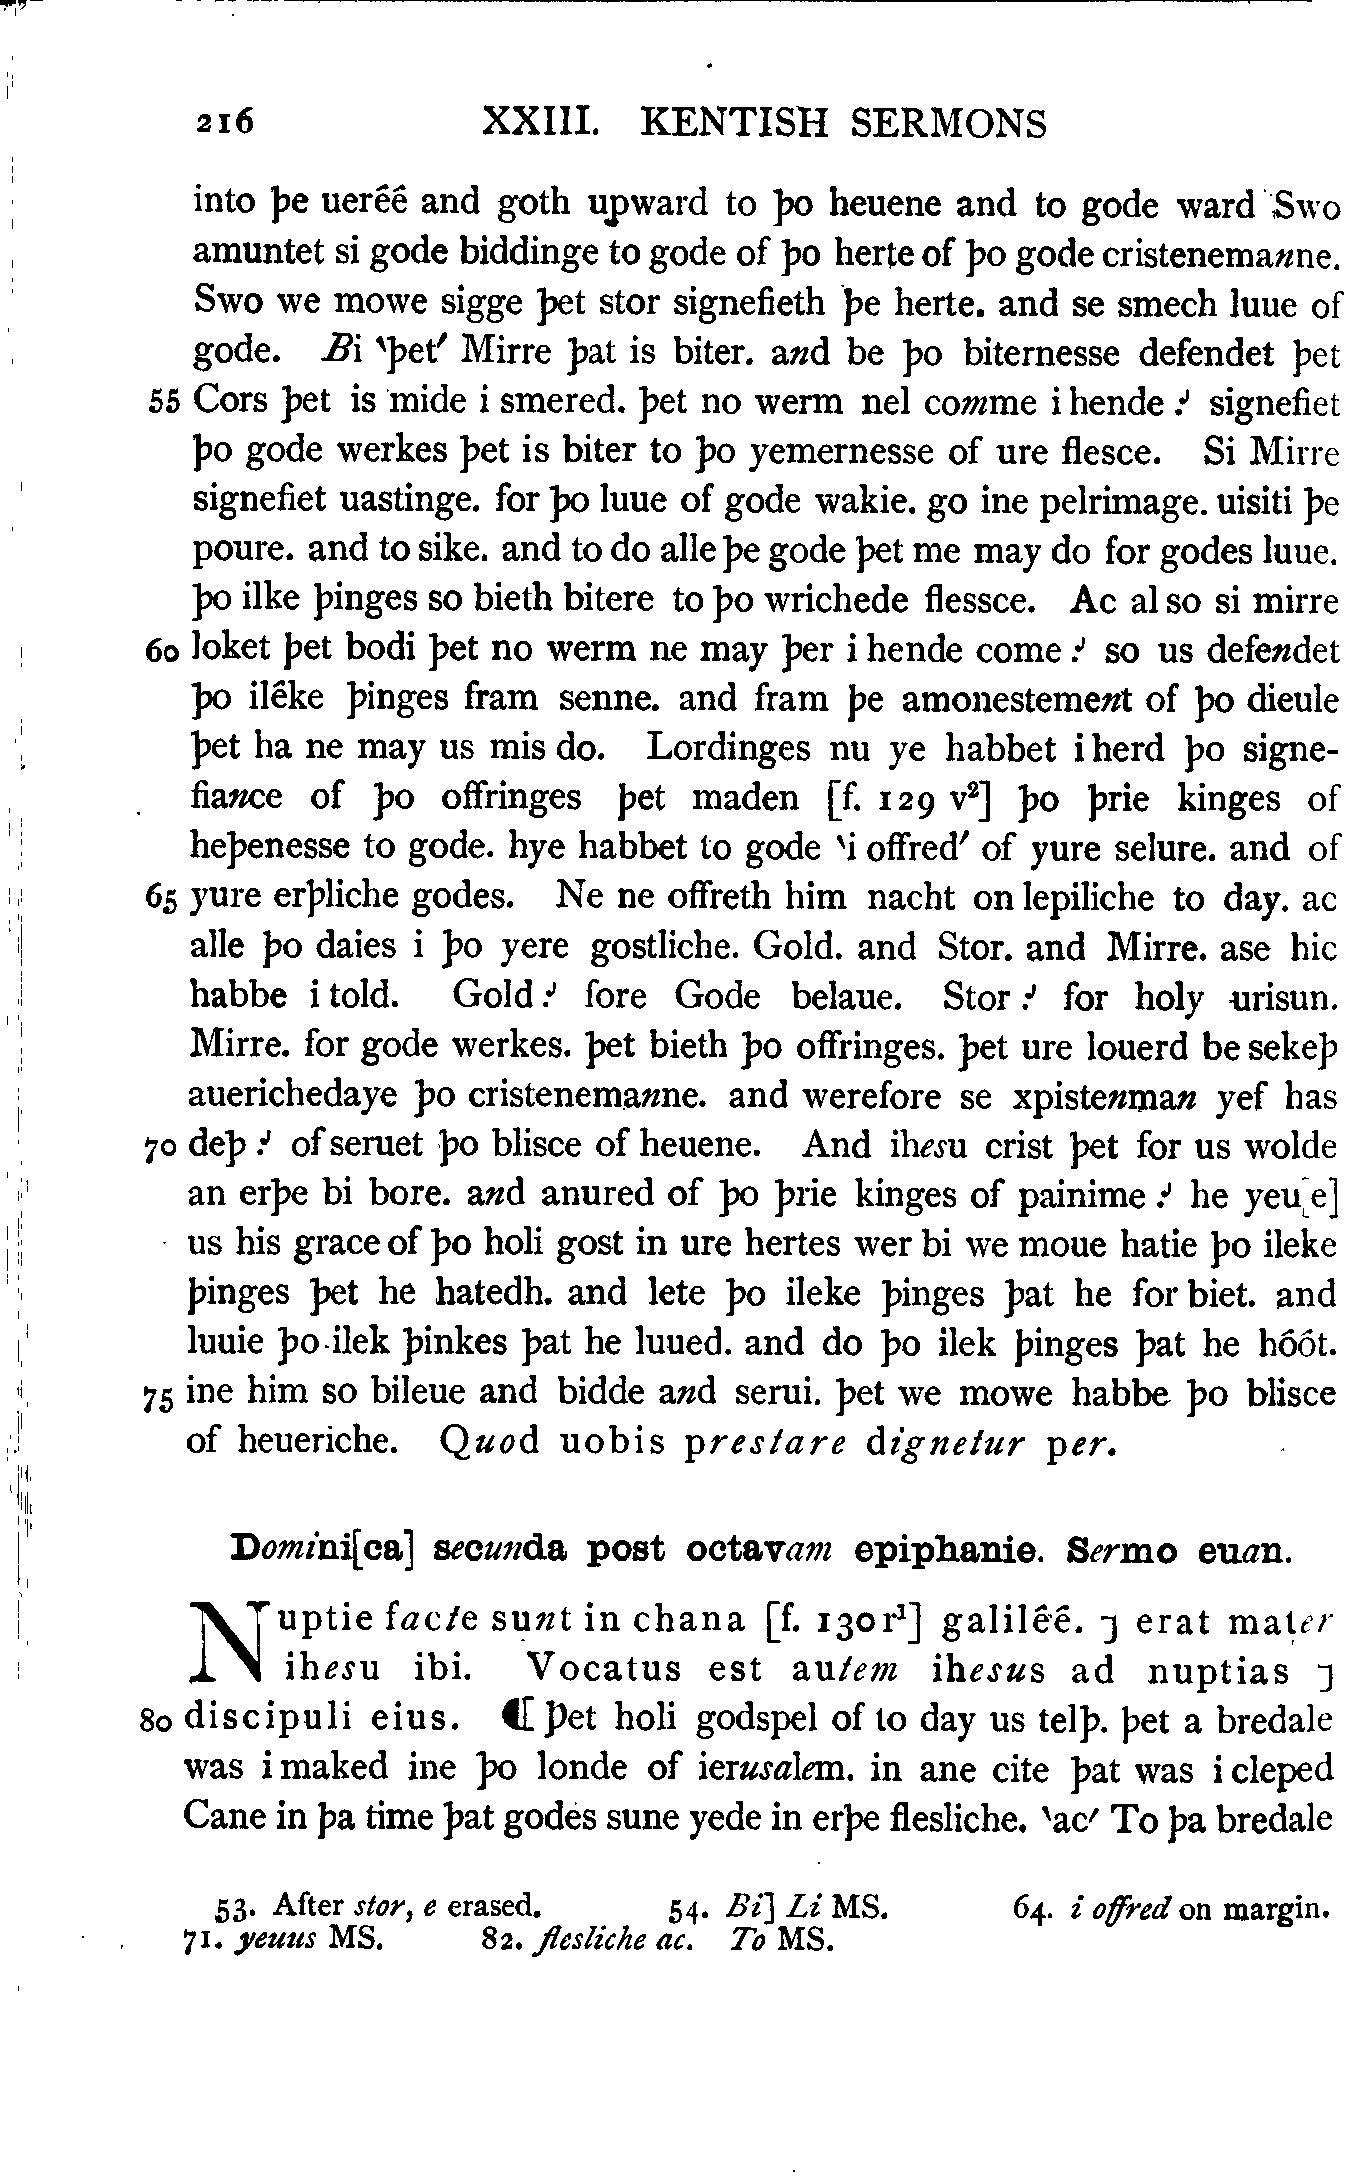 216 XXIII. KENTISH SERMONS
into þe uerêê and goth upward to þo heuene and to gode ward Swo
amuntet si gode biddinge to gode of þo herte of þo gode cristenemanne.
Swo we mowe sigge þet stor signefieth þe herte. and se smech luue of
gode. Bi ‵þet′ Mirre þat is biter. and be þo biternesse defendet þet
55 Cors þet is mide i smered. þet no werm nel comme i hende :׳ signefiet
þo gode werkes þet is biter to þo yemernesse of ure flesce. Si Mirre
signefiet uastinge. for þo luue of gode wakie. go ine pelrimage. uisiti þe
poure. and to sike. and to do alle þe gode þet me may do for godes luue.
þo ilke þinges so bieth bitere to þo wrichede flessce. Ac al so si mirre
60 loket þet bodi þet no werm ne may þer i hende come :׳ so us defendet
þo ilêke þinges fram senne. and fram þe amonestement of þo dieule
þet ha ne may us mis do. Lordinges nu ye habbet i herd þo signe-
fiance of þo offringes þet maden [f. 129 v²] þo þrie kinges of
heþenesse to gode. hye habbet to gode ‵i offred′ of yure selure. and of
65 yure erþliche godes. Ne ne offreth him nacht on lepiliche to day. ac
alle þo daies i þo yere gostliche. Gold. and Stor. and Mirre. ase hic
habbe i told. Gold :׳ fore Gode belaue. Stor :׳ for holy urisun.
Mirre. for gode werkes. þet bieth þo offringes. þet ure louerd be sekeþ
auerichedaye þo cristenemanne. and werefore se xpistenman yef has
70 deþ :׳ of seruet þo blisce of heuene. And ihesu crist þet for us wolde
an erþe bi bore. and anured of þo þrie kinges of painime :׳ he yeu[e]
us his grace of þo holi gost in ure hertes wer bi we moue hatie þo ileke
þinges þet he hatedh. and lete þo ileke þinges þat he for biet. and
luuie þo ilek þinkes þat he luued. and do þo ilek þinges þat he hôôt.
75 ine him so bileue and bidde and serui. þet we mowe habbe þo blisce
of heueriche. Quod uobis prestare dignetur per.
Domini[ca] secunda post octavam epiphanie. Sermo euan.
Nuptie facte sunt in chana [f. 130 r¹] galilêê. ⁊ erat mater
ihesu ibi. Vocatus est autem ihesus ad nuptias ⁊
80 discipuli eius. ¶ Þet holi godspel of to day us telþ. þet a bredale
was i maked ine þo londe of ierusalem. in ane cite þat was i cleped
Cane in þa time þat godes sune yede in erþe flesliche. ‵ac′ To þa bredale
53. After stor, e erased. 54. Bi] Li MS. 64. i offred on margin.
71. yeuus MS. 82. flesliche ac. To MS.